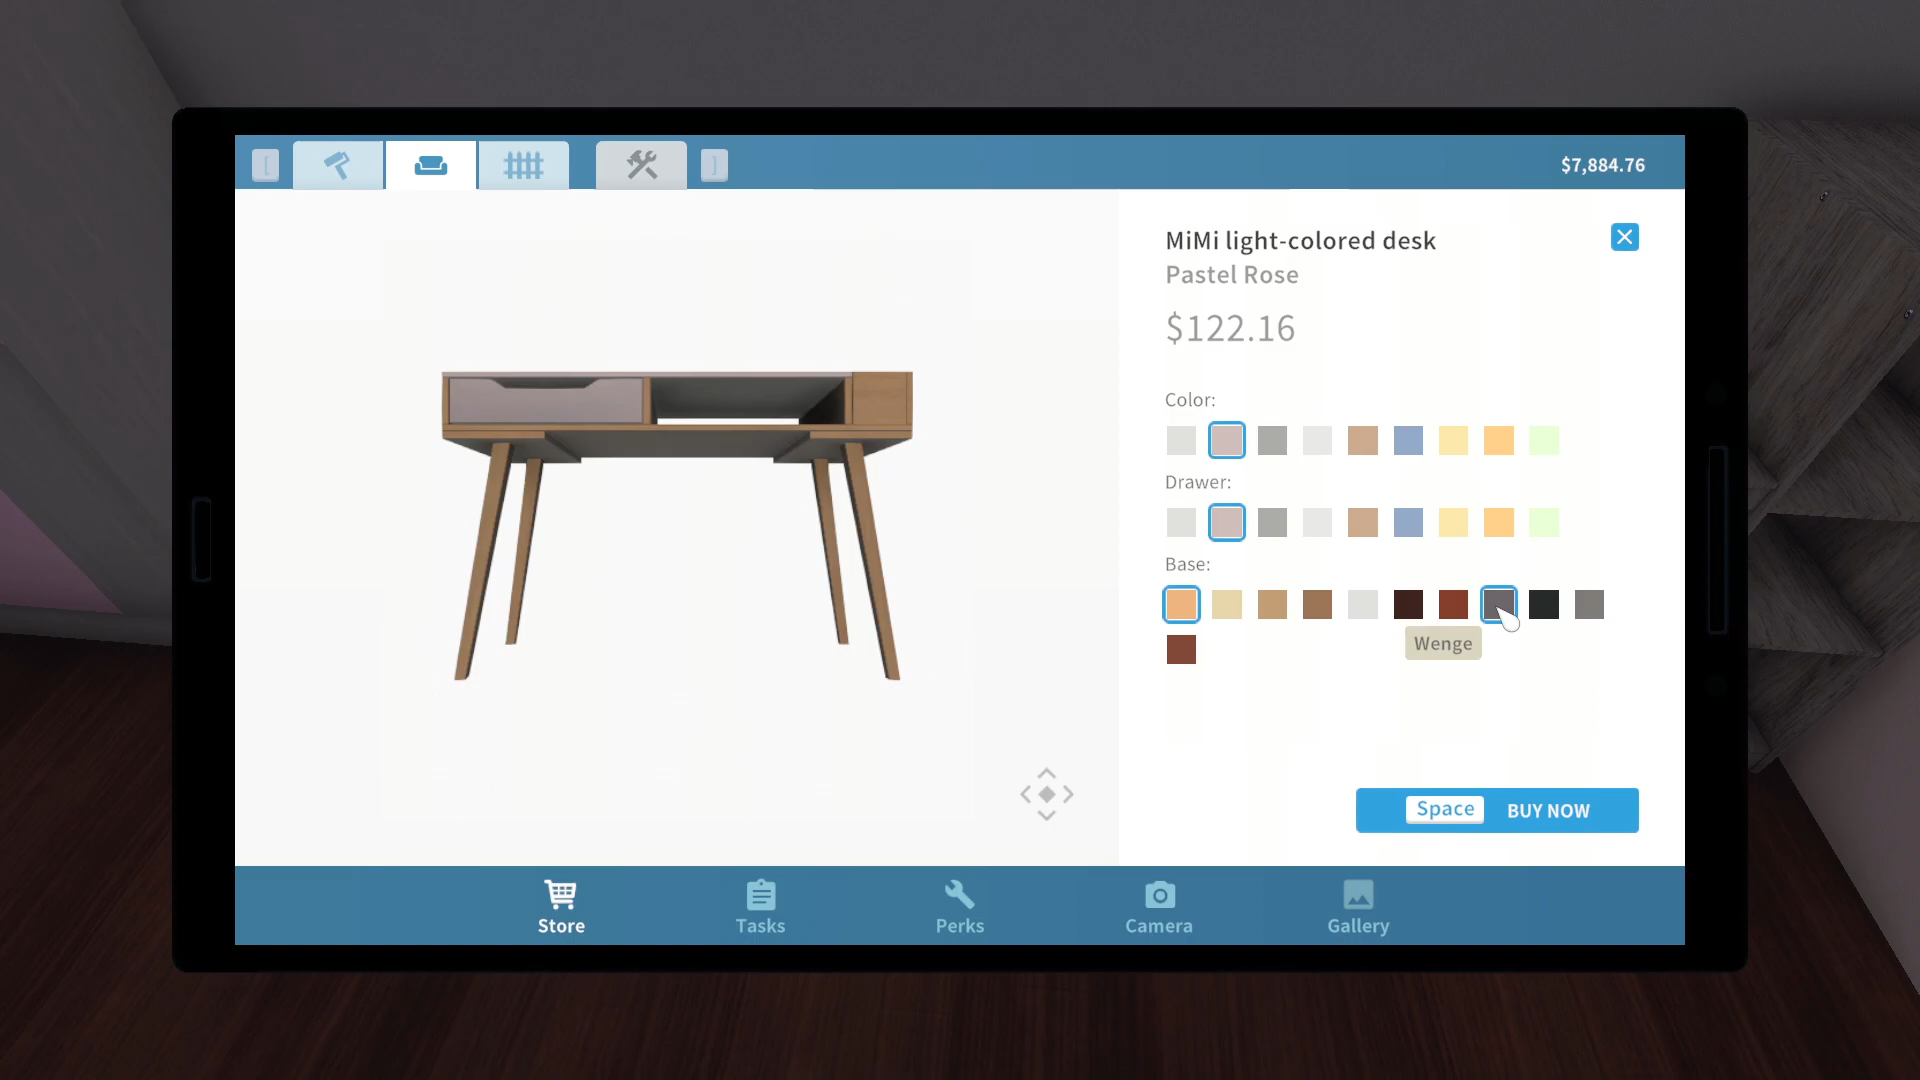 [
]
$7,884.76
MiMi light-colored desk
Pastel Rose
$122.16
Color:
Drawer:
Base:
Wenge
Space BUY NOW
Store
Tasks
Perks
Camera
Gallery